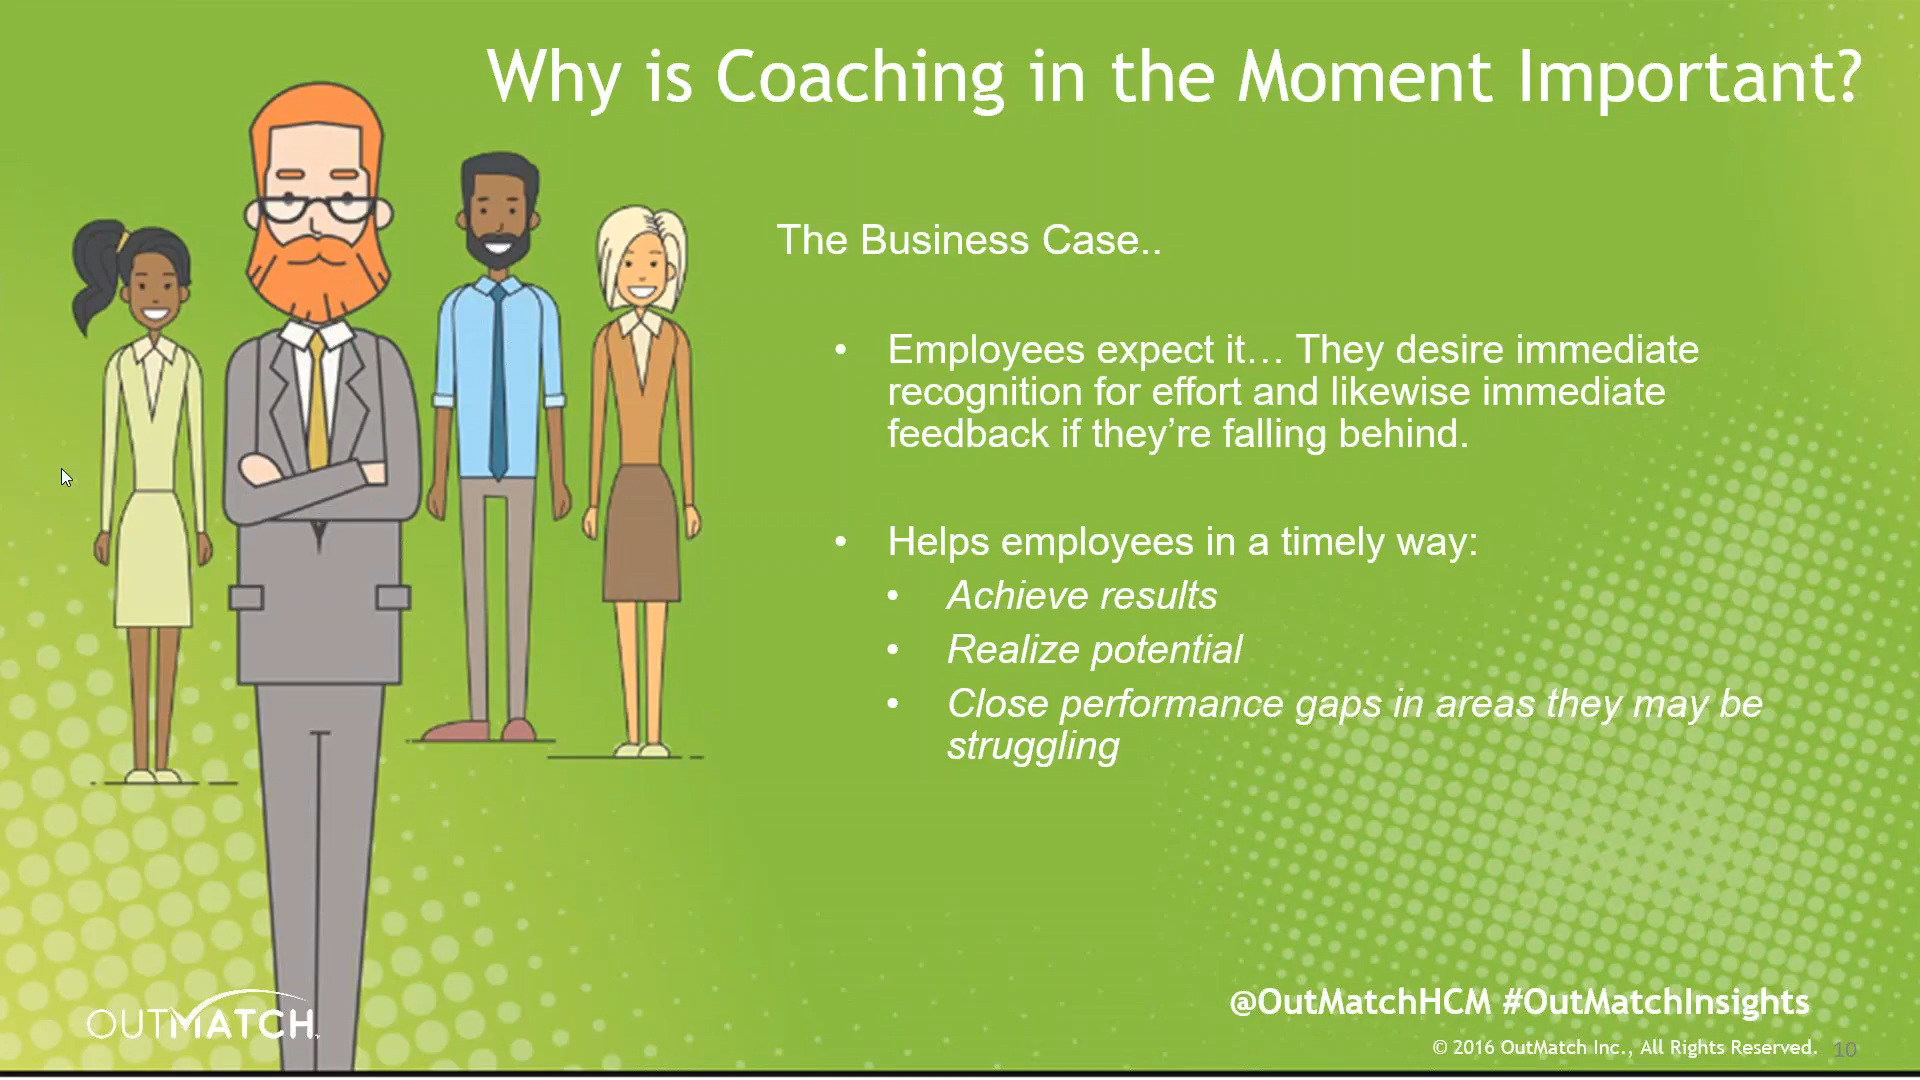 Why is Coaching in the Moment Important?
The Business Case..
• Employees expect it… They desire immediate
recognition for effort and likewise immediate
feedback if they’re falling behind.
• Helps employees in a timely way:
• Achieve results
• Realize potential
• Close performance gaps in areas they may be
struggling
OUTMATCH
@OutMatchHCM #OutMatchInsights
© 2016 OutMatch Inc., All Rights Reserved. 10